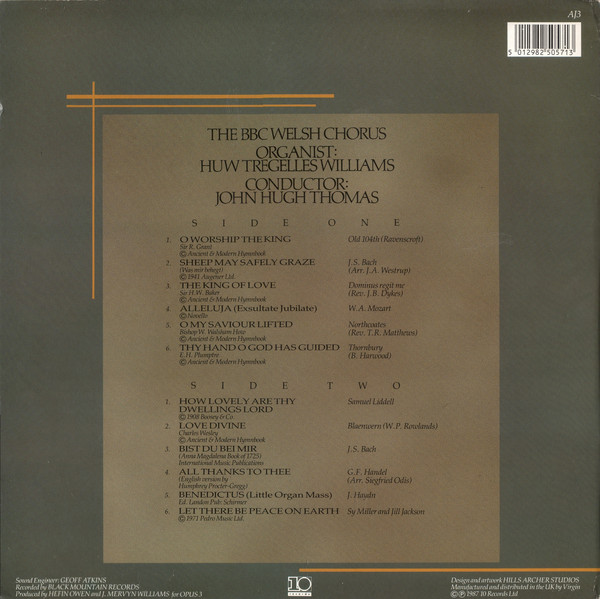 AJ3
5 012982 505713
THE BBC WELSH CHORUS
ORGANIST:
HUW TREGELLES WILLIAMS
CONDUCTOR:
JOHN HUGH THOMAS
SIDE ONE
1. O WORSHIP THE KING Old 104th (Ravenscroft)
Sir R. Grant
© Ancient & Modern Hymnbook
2. SHEEP MAY SAFELY GRAZE J.S. Bach
(Was mir behagt) (Arr. J.A. Westrup)
© 1941 Augener Ltd.
3. THE KING OF LOVE Dominus regit me
Sir H.W. Baker (Rev. J.B. Dykes)
© Ancient & Modern Hymnbook
4. ALLELUJA (Exsultate Jubilate) W.A. Mozart
© Novello
5. O MY SAVIOUR LIFTED Northcoates
Bishop W. Walsham How (Rev. T.R. Matthews)
© Ancient & Modern Hymnbook
6. THY HAND O GOD HAS GUIDED Thornbury
E.H. Plumptre (B. Harwood)
© Ancient & Modern Hymnbook
SIDE TWO
1. HOW LOVELY ARE THY Samuel Liddell
DWELLINGS LORD
© 1908 Boosey & Co
2. LOVE DIVINE Blaenwern (W.P. Rowlands)
Charles Wesley
© Ancient & Modern Hymnbook
3. BIST DU BEI MIR J.S. Bach
(Anna Magdalena Book of 1725)
International Music Publications
4. ALL THANKS TO THEE G.F. Handel
(English version by (Arr. Siegfried Odis)
Humphrey Procter-Gregg)
5. BENEDICTUS (Little Organ Mass) J. Haydn
Ed. Landon Pub: Schirmer
6. LET THERE BE PEACE ON EARTH Sy Miller and Jill Jackson
© 1971 Pedro Music Ltd.
Sound Engineer: GEOFF ATKINS
Recorded by BLACK MOUNTAIN RECORDS
Produced by HEFIN OWEN and J. MERVYN WILLIAMS for OPUS 3
10
RECORDS
Design and artwork HILLS ARCHER STUDIOS
Manufactured and distributed in the UK by Virgin
© ℗ 1987 10 Records Ltd